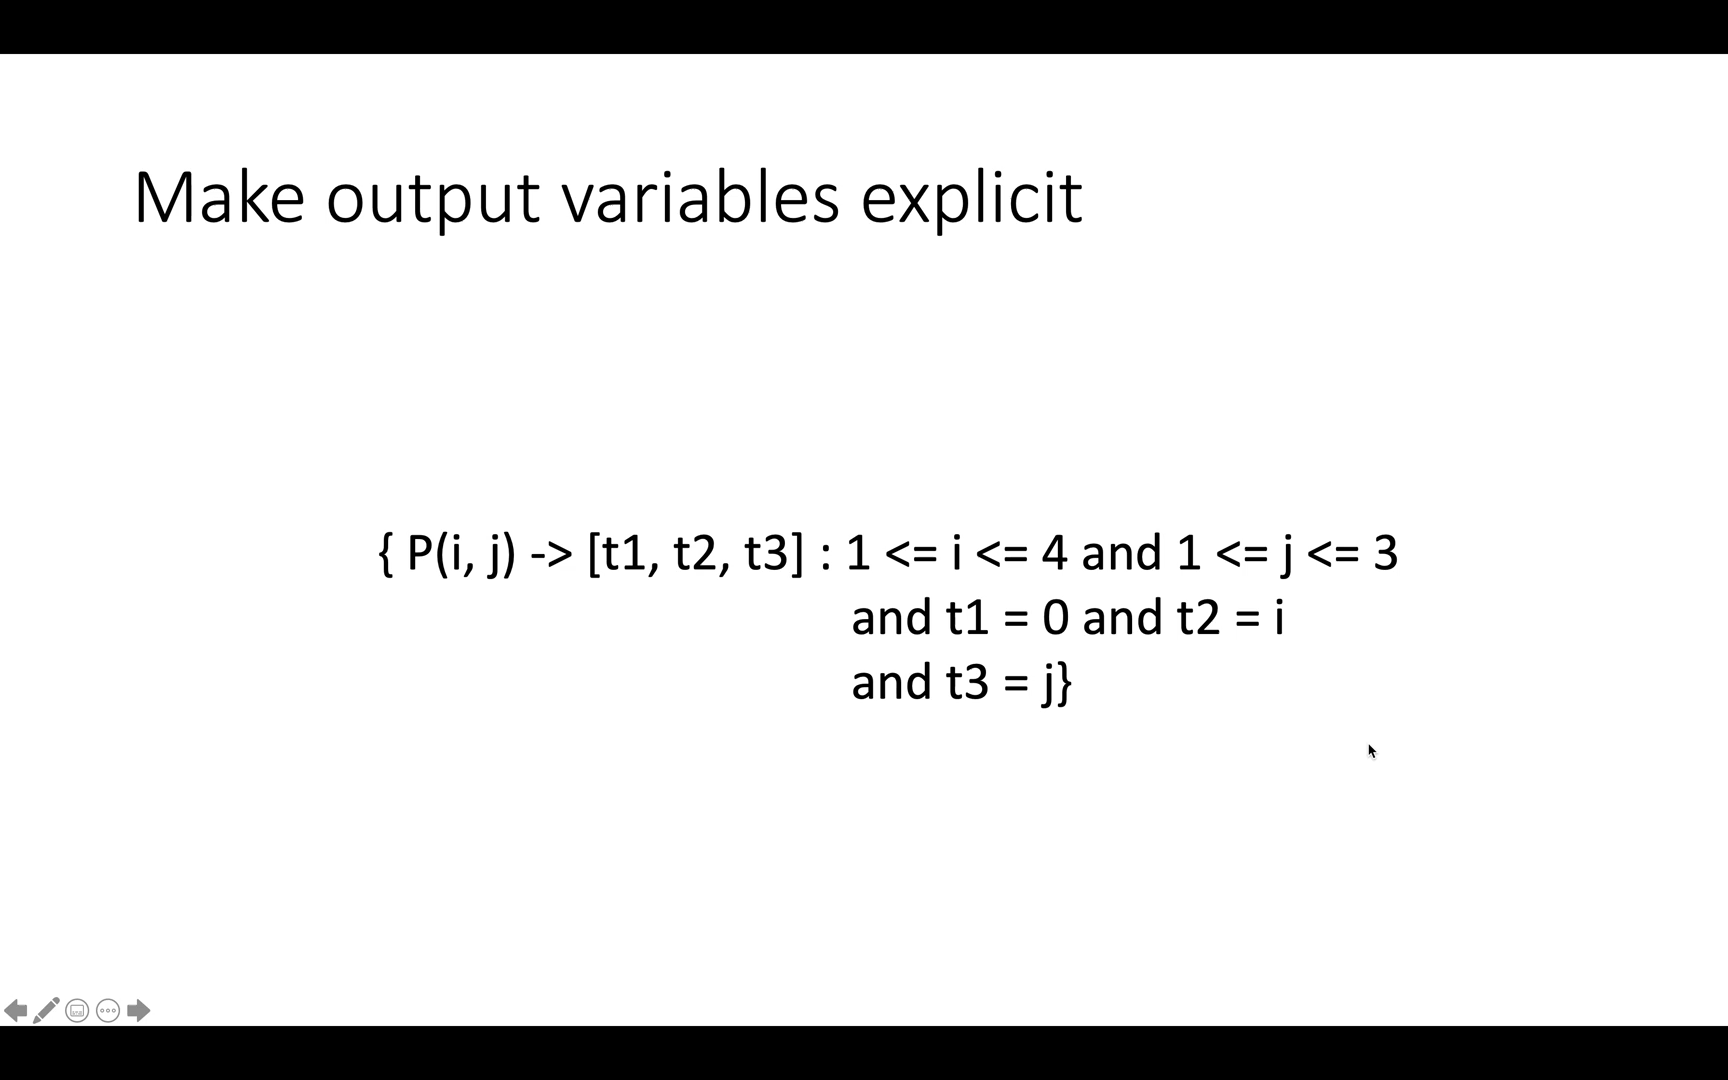 Make output variables explicit
{ P(i, j) -> [t1, t2, t3] : 1 <= i <= 4 and 1 <= j <= 3
and t1 = 0 and t2 = i
and t3 = j}